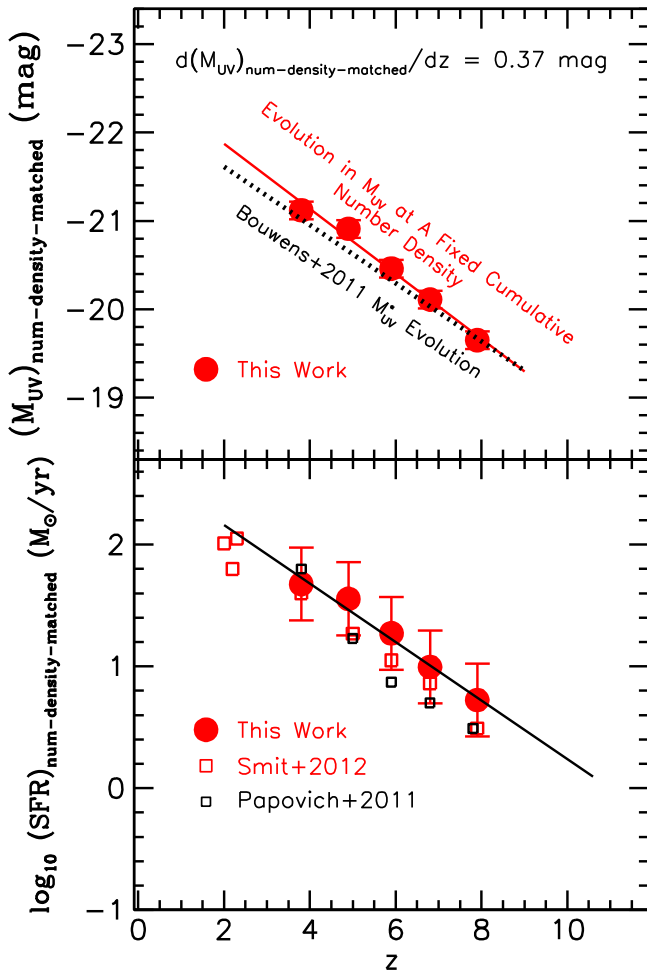 -23
-22
-21
-20
-19
(M_UV)_num-density-matched (mag)
d(M_UV)_num-density-matched/dz = 0.37 mag
Evolution in M_UV at A Fixed Cumulative
Number Density
Bouwens+2011 M*_UV Evolution
This Work
2
1
0
-1
log_10 (SFR)_num-density-matched (M_⊙/yr)
This Work
Smit+2012
Papovich+2011
0 2 4 6 8 10
z